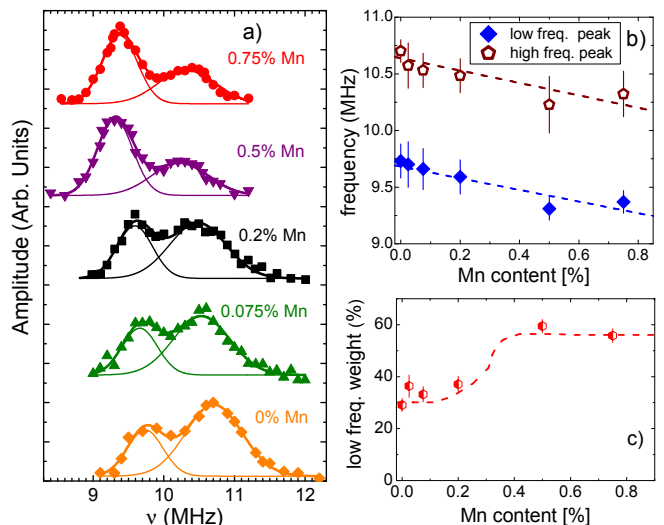 a)
0.75% Mn
0.5% Mn
0.2% Mn
0.075% Mn
0% Mn
Amplitude (Arb. Units)
9 10 11 12
ν (MHz)
b)
low freq. peak
high freq. peak
11.0
10.5
10.0
9.5
9.0
frequency (MHz)
0.0 0.2 0.4 0.6 0.8
Mn content [%]
c)
80
60
40
20
0
low freq. weight (%)
0.0 0.2 0.4 0.6 0.8
Mn content [%]